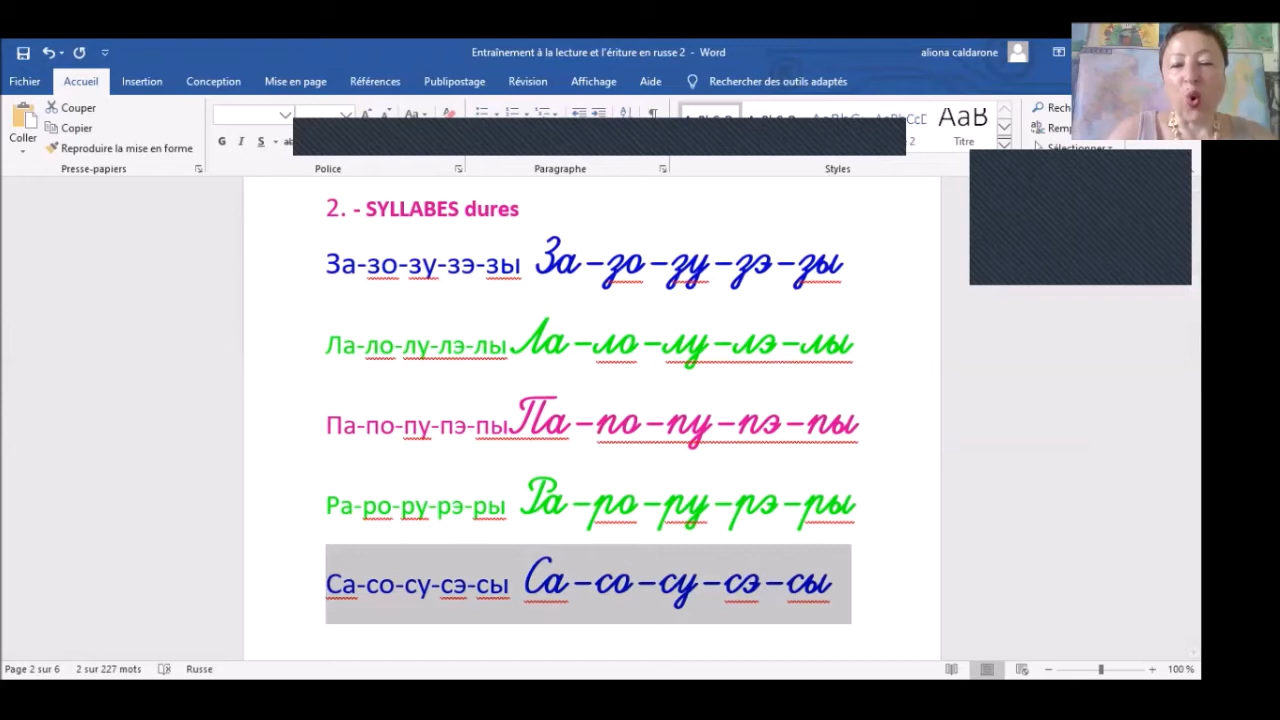 Entraînement à la lecture et l'ériture en russe 2 - Word
aliona caldarone
Fichier Accueil Insertion Conception Mise en page Références Publipostage Révision Affichage Aide Rechercher des outils adaptés
Couper
Copier
Reproduire la mise en forme
Coller
G I S
AaB
Titre
Sélectionner
Presse-papiers Police Paragraphe Styles
2. - SYLLABES dures
За-зо-зу-зэ-зы За-зо-зу-зэ-зы
Ла-ло-лу-лэ-лы Ла-ло-лу-лэ-лы
Па-по-пу-пэ-пы Па-по-пу-пэ-пы
Ра-ро-ру-рэ-ры Ра-ро-ру-рэ-ры
Са-со-су-сэ-сы Са-со-су-сэ-сы
Page 2 sur 6 2 sur 227 mots Russe 100 %